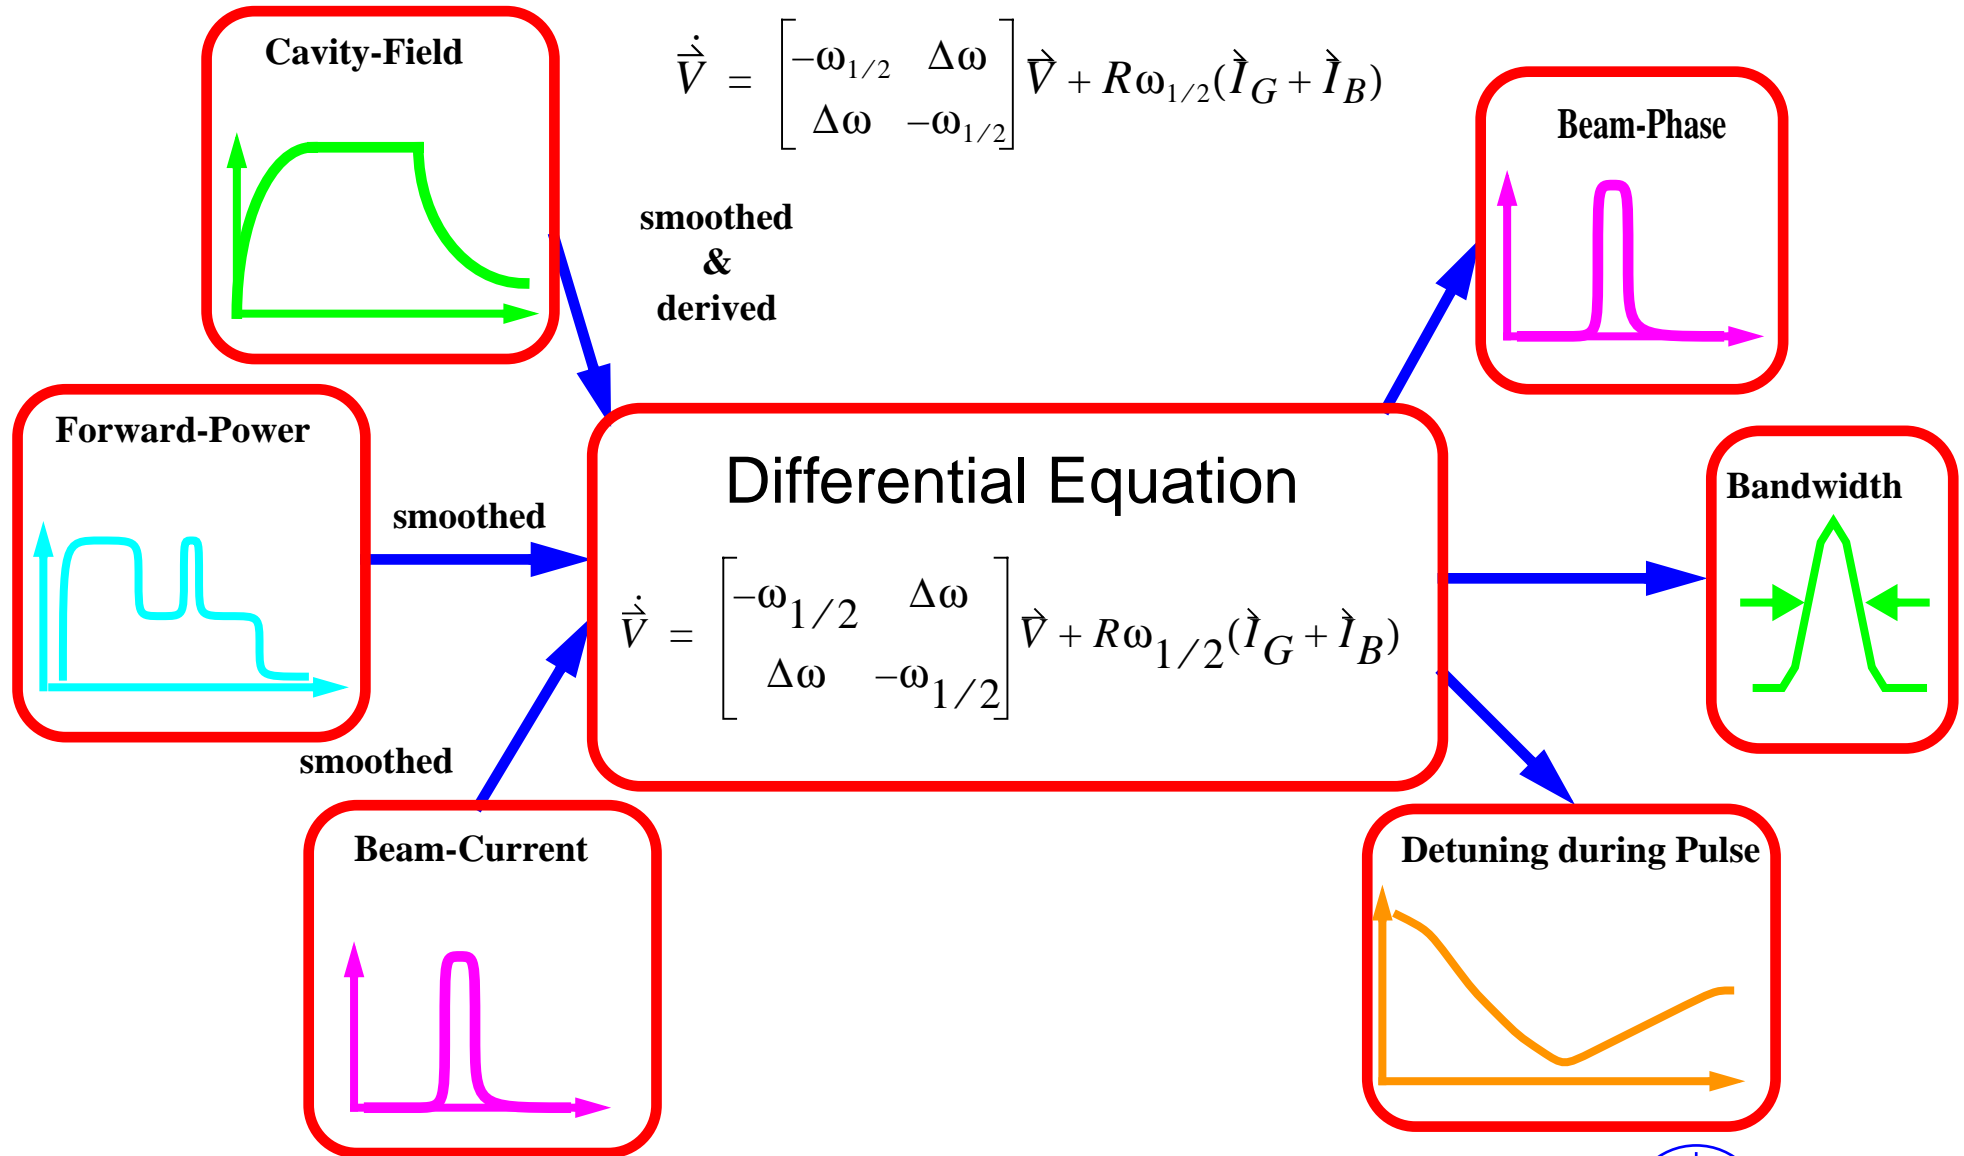 Cavity-Field
V̇⃗ = [−ω1/2 Δω
Δω −ω1/2] V⃗ + Rω1/2(I⃗G + I⃗B)
Beam-Phase
smoothed
&
derived
Forward-Power
smoothed
Differential Equation
V̇⃗ = [−ω1/2 Δω
Δω −ω1/2] V⃗ + Rω1/2(I⃗G + I⃗B)
Bandwidth
smoothed
Beam-Current
Detuning during Pulse